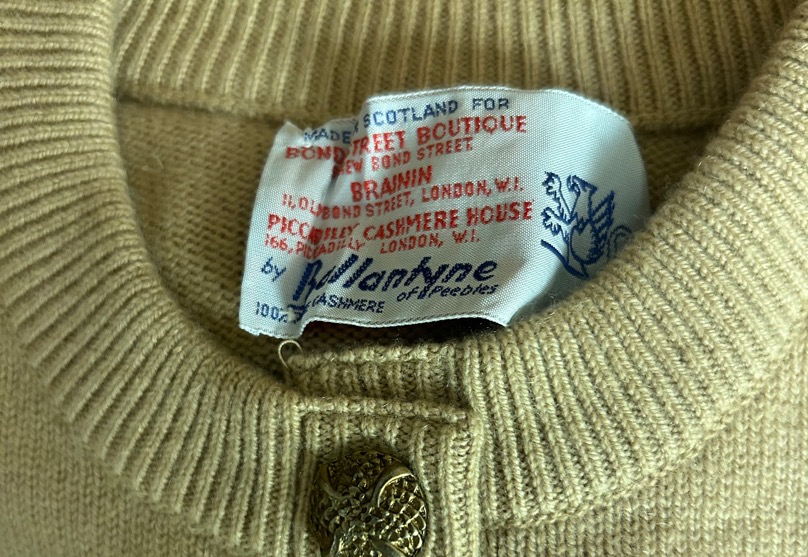 MADE SCOTLAND FOR
BOND STREET BOUTIQUE
NEW BOND STREET
BRAININ
11, OLD BOND STREET, LONDON, W.1.
PICCADILLY CASHMERE HOUSE
166, PICCADILLY LONDON, W.1.
by Ballantyne
of Peebles
CASHMERE